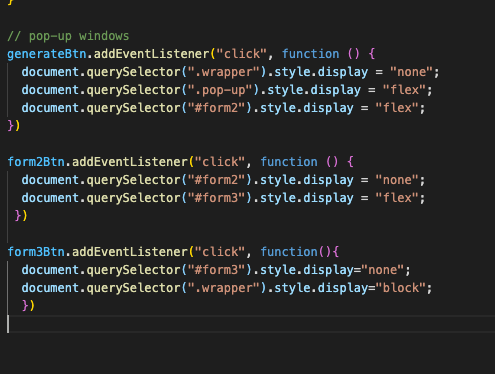 }
// pop-up windows
generateBtn.addEventListener("click", function () {
  document.querySelector(".wrapper").style.display = "none";
  document.querySelector(".pop-up").style.display = "flex";
  document.querySelector("#form2").style.display = "flex";
})
form2Btn.addEventListener("click", function () {
  document.querySelector("#form2").style.display = "none";
  document.querySelector("#form3").style.display = "flex";
 })
form3Btn.addEventListener("click", function(){
  document.querySelector("#form3").style.display="none";
  document.querySelector(".wrapper").style.display="block";
  })